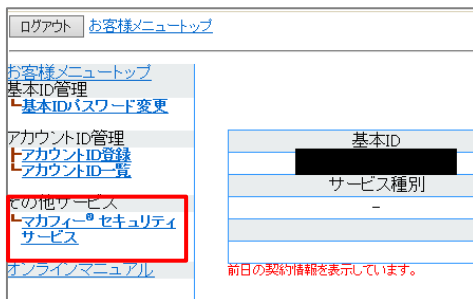 ログアウト お客様メニュートップ
お客様メニュートップ
基本ID管理
基本IDパスワード変更
アカウントID管理
アカウントID登録
アカウントID一覧
その他サービス
マカフィー® セキュリティ
サービス
オンラインマニュアル
基本ID
サービス種別
-
前日の契約情報を表示しています。